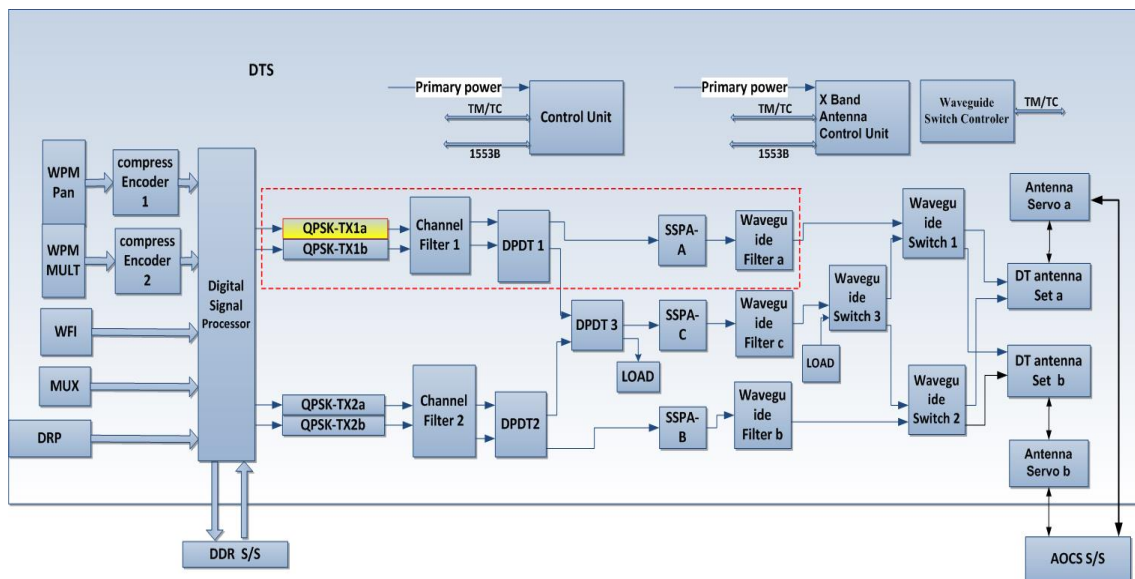 DTS
Primary power
TM/TC
1553B
Control Unit
Primary power
TM/TC
1553B
X Band
Antenna
Control Unit
Waveguide
Switch Controler
TM/TC
WPM
Pan
compress
Encoder
1
WPM
MULT
compress
Encoder
2
WFI
MUX
DRP
Digital
Signal
Processor
DDR S/S
QPSK-TX1a
QPSK-TX1b
Channel
Filter 1
DPDT 1
SSPA-
A
Wavegu
ide
Filter a
Wavegu
ide
Switch 1
DPDT 3
LOAD
SSPA-
C
Wavegu
ide
Filter c
Wavegu
ide
Switch 3
LOAD
QPSK-TX2a
QPSK-TX2b
Channel
Filter 2
DPDT2
SSPA-
B
Wavegu
ide
Filter b
Wavegu
ide
Switch 2
Antenna
Servo a
DT antenna
Set a
DT antenna
Set b
Antenna
Servo b
AOCS S/S